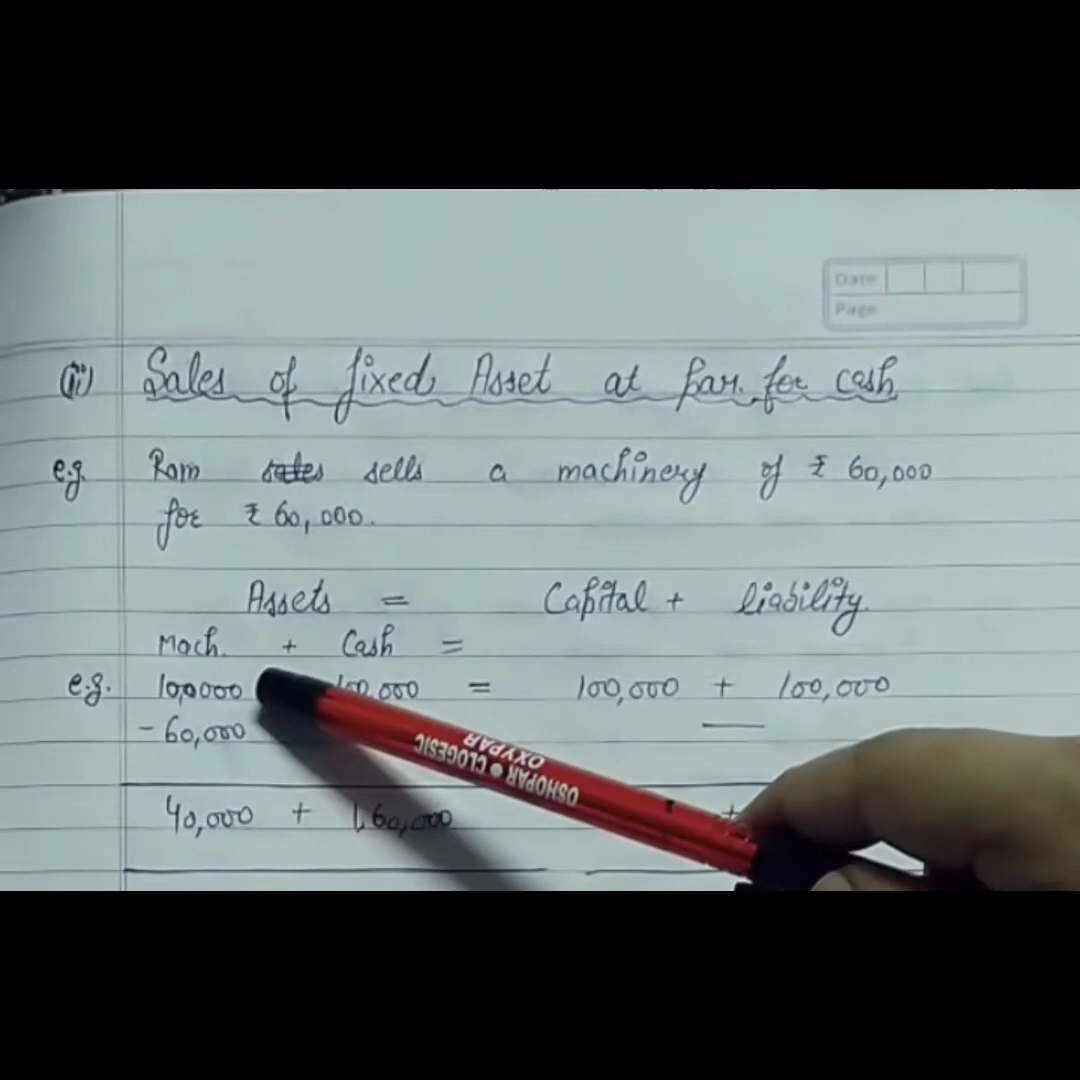 Date
Page
(ii) Sales of fixed Asset at par for cash
e.g. Ram sells a machinery of ₹ 60,000
for ₹ 60,000.
Assets = Capital + liability.
Mach. + Cash =
e.g. 100,000 100,000 = 100,000 + 100,000
- 60,000 —
40,000 + 1,60,000 +
OSHOPAR • CLOGESIC
OXYPAR